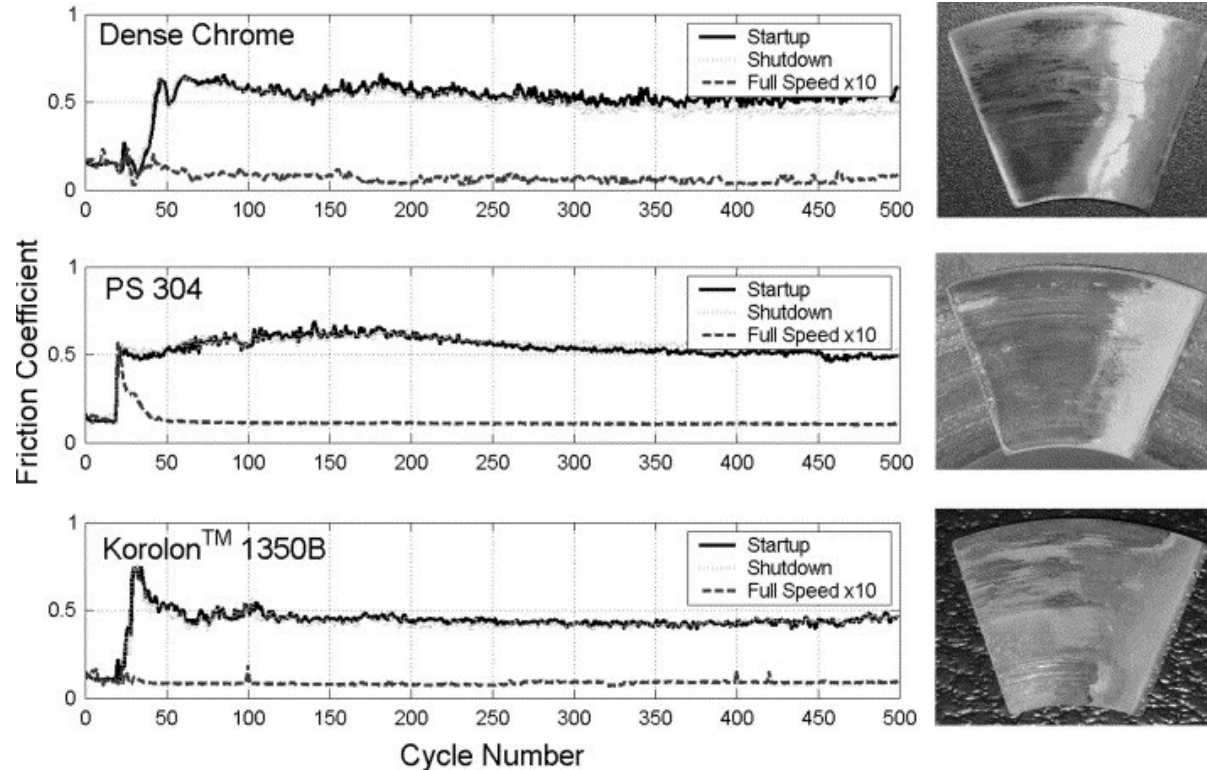 Dense Chrome
Startup
Shutdown
Full Speed x10
1
0.5
0
0 50 100 150 200 250 300 350 400 450 500
PS 304
Startup
Shutdown
Full Speed x10
1
0.5
0
0 50 100 150 200 250 300 350 400 450 500
Korolon™ 1350B
Startup
Shutdown
Full Speed x10
1
0.5
0
0 50 100 150 200 250 300 350 400 450 500
Friction Coefficient
Cycle Number